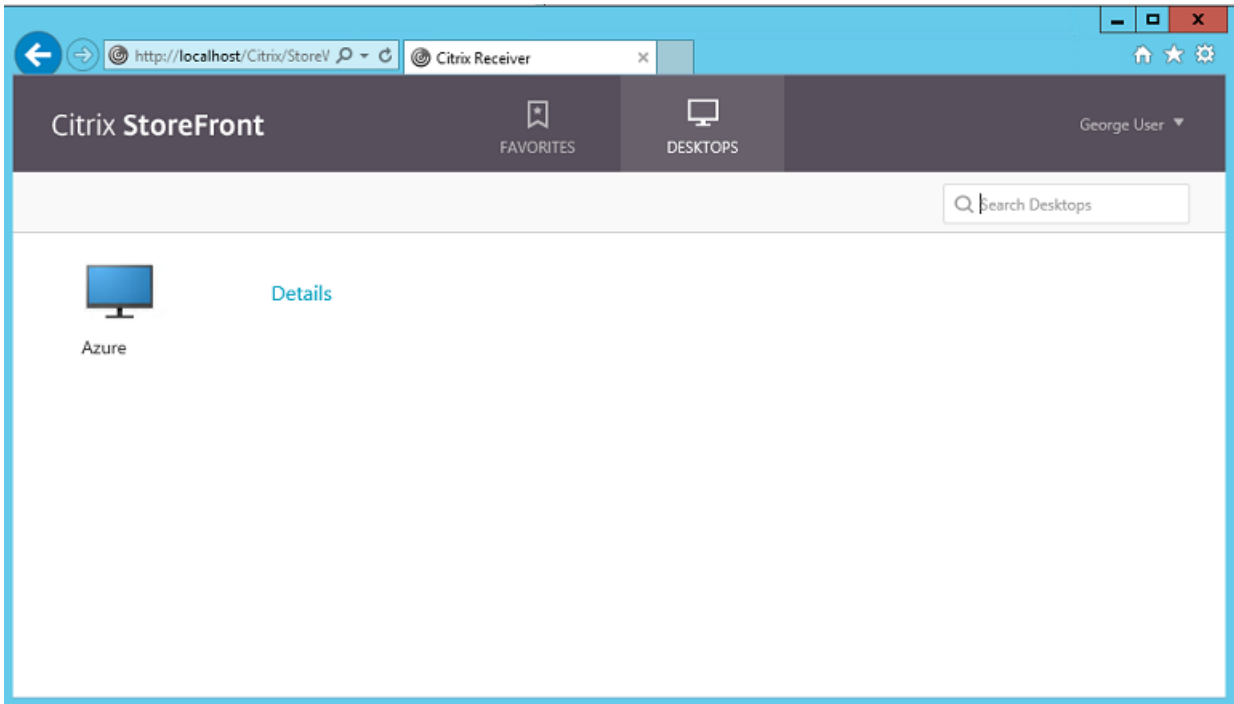 X
http://localhost/Citrix/StoreV
Citrix Receiver
Citrix StoreFront
FAVORITES
DESKTOPS
George User
Search Desktops
Details
Azure